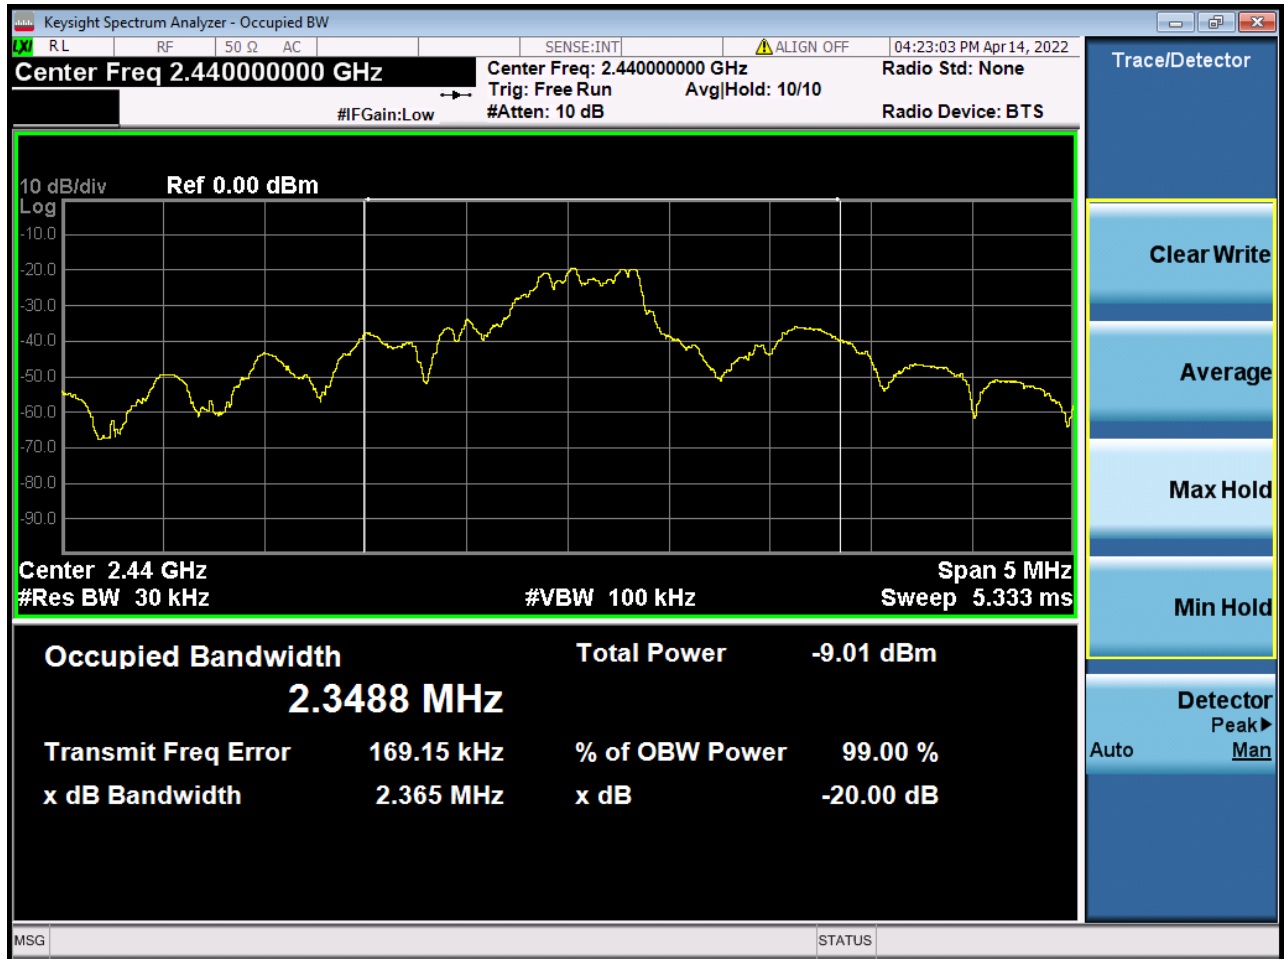 Keysight Spectrum Analyzer - Occupied BW
LXI RL RF 50 Ω AC SENSE:INT ALIGN OFF 04:23:03 PM Apr 14, 2022
Center Freq 2.440000000 GHz
Center Freq: 2.440000000 GHz Radio Std: None
Trig: Free Run Avg|Hold: 10/10
#IFGain:Low #Atten: 10 dB Radio Device: BTS
10 dB/div Ref 0.00 dBm
Log
-10.0
-20.0
-30.0
-40.0
-50.0
-60.0
-70.0
-80.0
-90.0
Center 2.44 GHz Span 5 MHz
#Res BW 30 kHz #VBW 100 kHz Sweep 5.333 ms
Occupied Bandwidth Total Power -9.01 dBm
2.3488 MHz
Transmit Freq Error 169.15 kHz % of OBW Power 99.00 %
x dB Bandwidth 2.365 MHz x dB -20.00 dB
MSG STATUS
Trace/Detector
Clear Write
Average
Max Hold
Min Hold
Detector
Peak▶
Auto Man